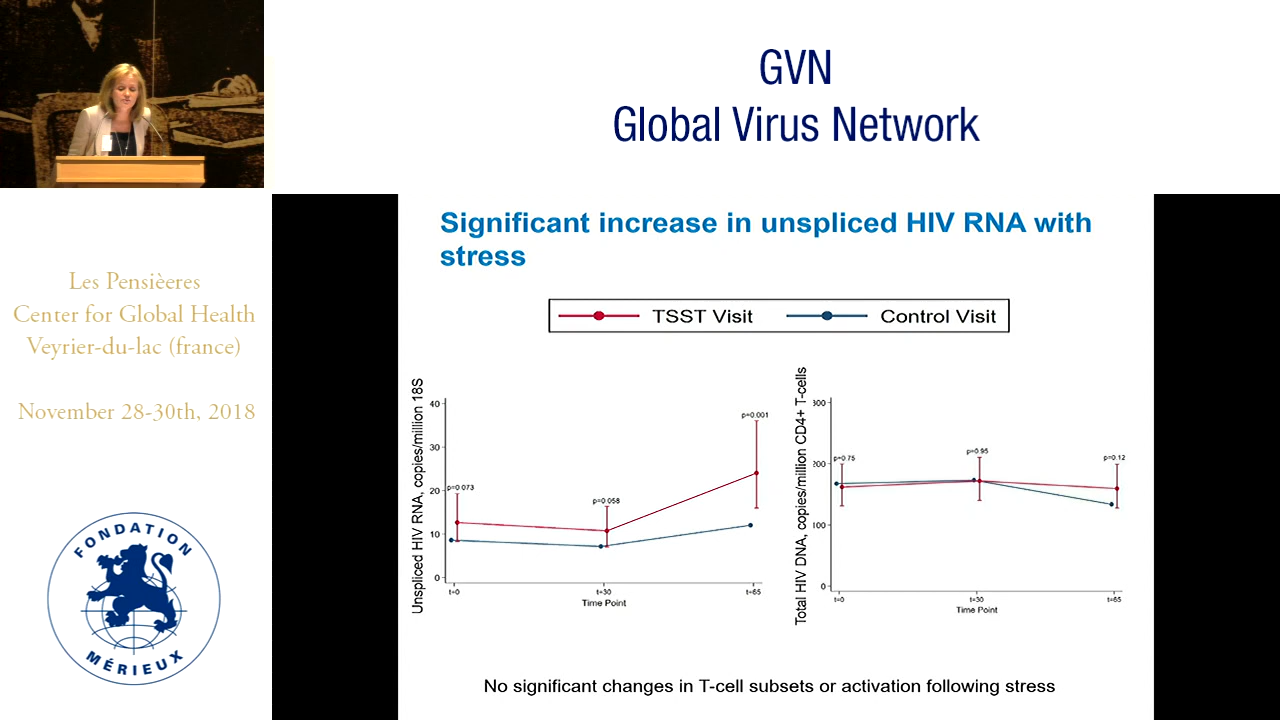 GVN
Global Virus Network
Les Pensièeres
Center for Global Health
Veyrier-du-lac (france)
November 28-30th, 2018
FONDATION
MÉRIEUX
Significant increase in unspliced HIV RNA with
stress
TSST Visit
Control Visit
Unspliced HIV RNA, copies/million 18S
40
30
20
10
0
p=0.073
p=0.058
p=0.001
t=0
t=30
t=65
Time Point
Total HIV DNA, copies/million CD4+ T-cells
300
200
100
0
p=0.75
p=0.95
p=0.12
t=0
t=30
t=65
Time Point
No significant changes in T-cell subsets or activation following stress